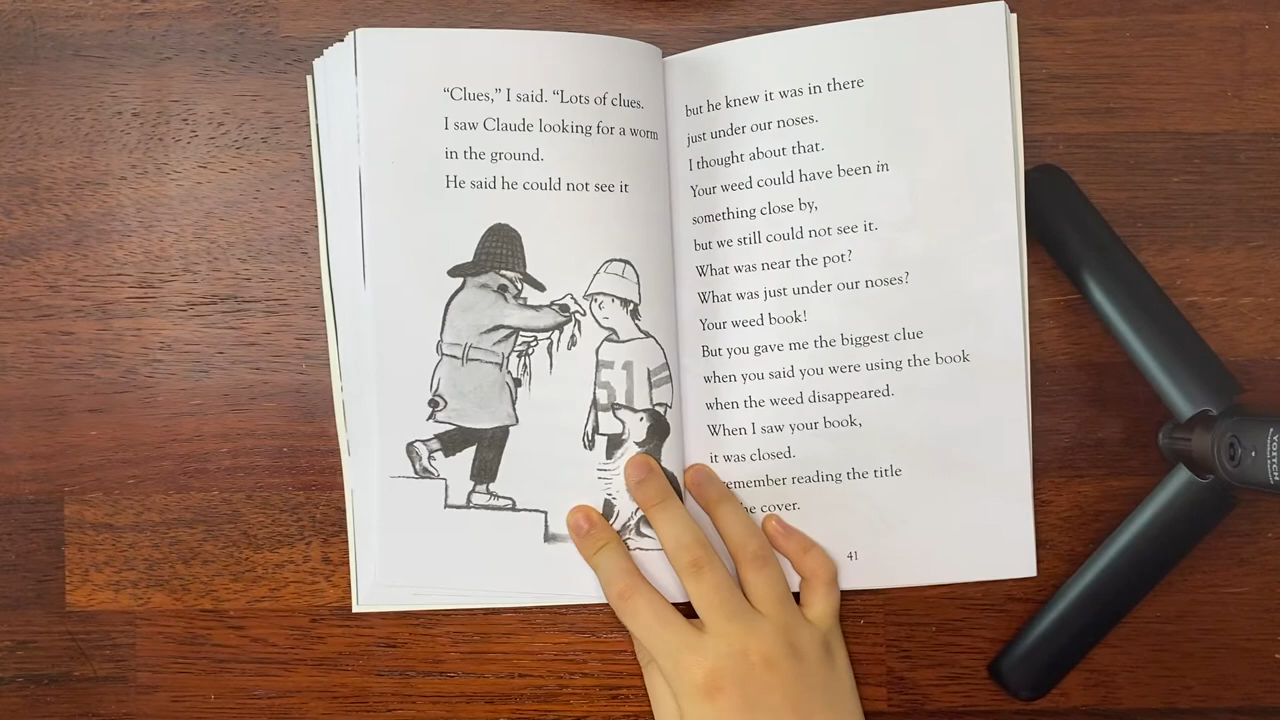 “Clues,” I said. “Lots of clues.
I saw Claude looking for a worm
in the ground.
He said he could not see it
51
but he knew it was in there
just under our noses.
I thought about that.
Your weed could have been in
something close by,
but we still could not see it.
What was near the pot?
What was just under our noses?
Your weed book!
But you gave me the biggest clue
when you said you were using the book
when the weed disappeared.
When I saw your book,
it was closed.
remember reading the title
cover.
41
YOITCH